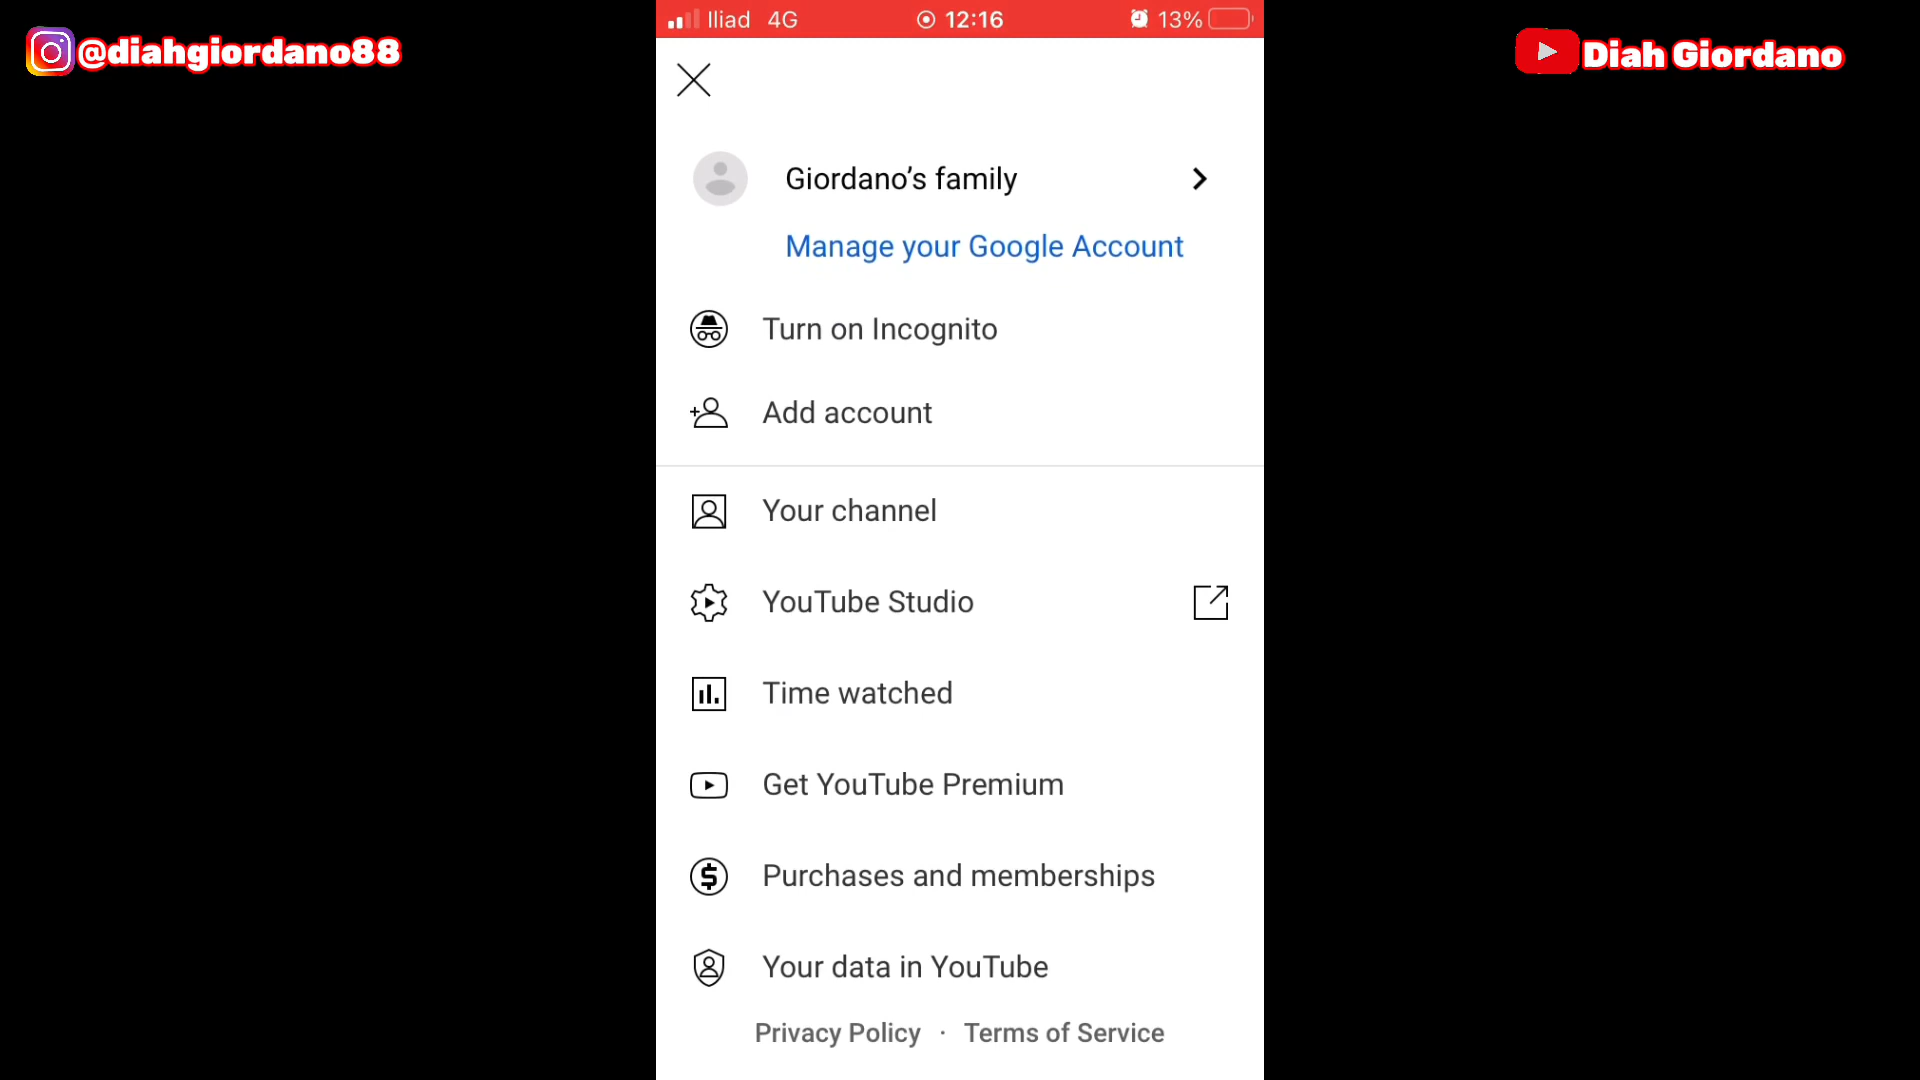 @diahgiordano88
Iliad 4G 12:16 13%
Diah Giordano
Giordano’s family
Manage your Google Account
Turn on Incognito
Add account
Your channel
YouTube Studio
Time watched
Get YouTube Premium
Purchases and memberships
Your data in YouTube
Privacy Policy · Terms of Service